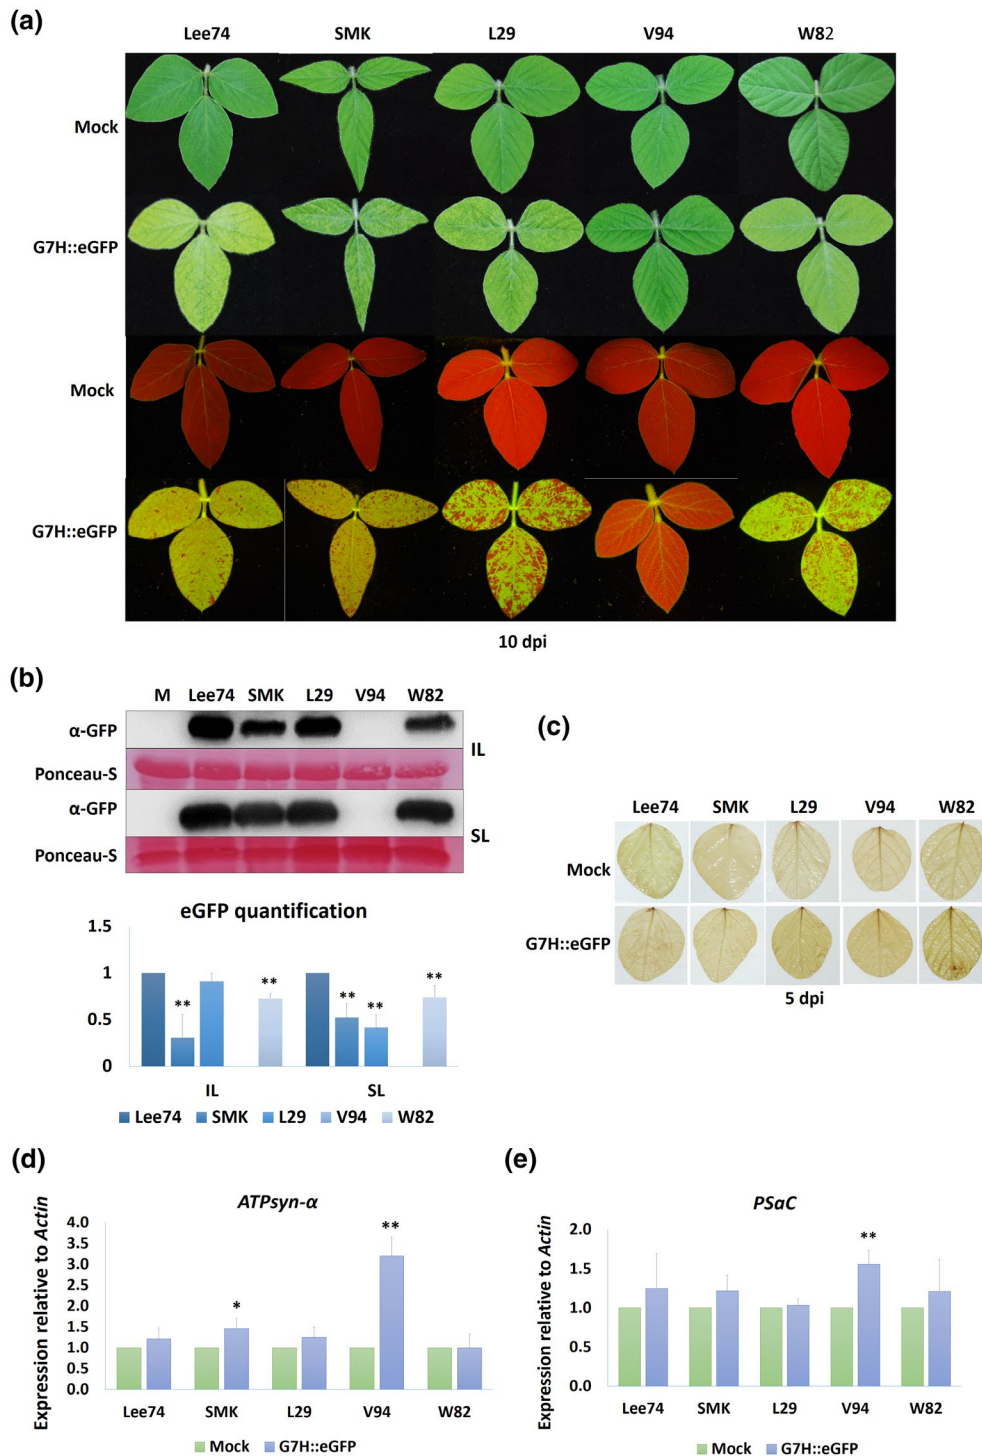 (a)
Lee74 SMK L29 V94 W82
Mock
G7H::eGFP
Mock
G7H::eGFP
10 dpi
(b)
M Lee74 SMK L29 V94 W82
α-GFP
IL
Ponceau-S
α-GFP
SL
Ponceau-S
eGFP quantification
1.5
1
0.5
0
** ** ** ** **
IL SL
Lee74 SMK L29 V94 W82
(c)
Lee74 SMK L29 V94 W82
Mock
G7H::eGFP
5 dpi
(d)
ATPsyn-α
Expression relative to Actin
4.0
3.5
3.0
2.5
2.0
1.5
1.0
0.5
0.0
* **
Lee74 SMK L29 V94 W82
Mock G7H::eGFP
(e)
PSaC
Expression relative to Actin
2.0
1.5
1.0
0.5
0.0
**
Lee74 SMK L29 V94 W82
Mock G7H::eGFP